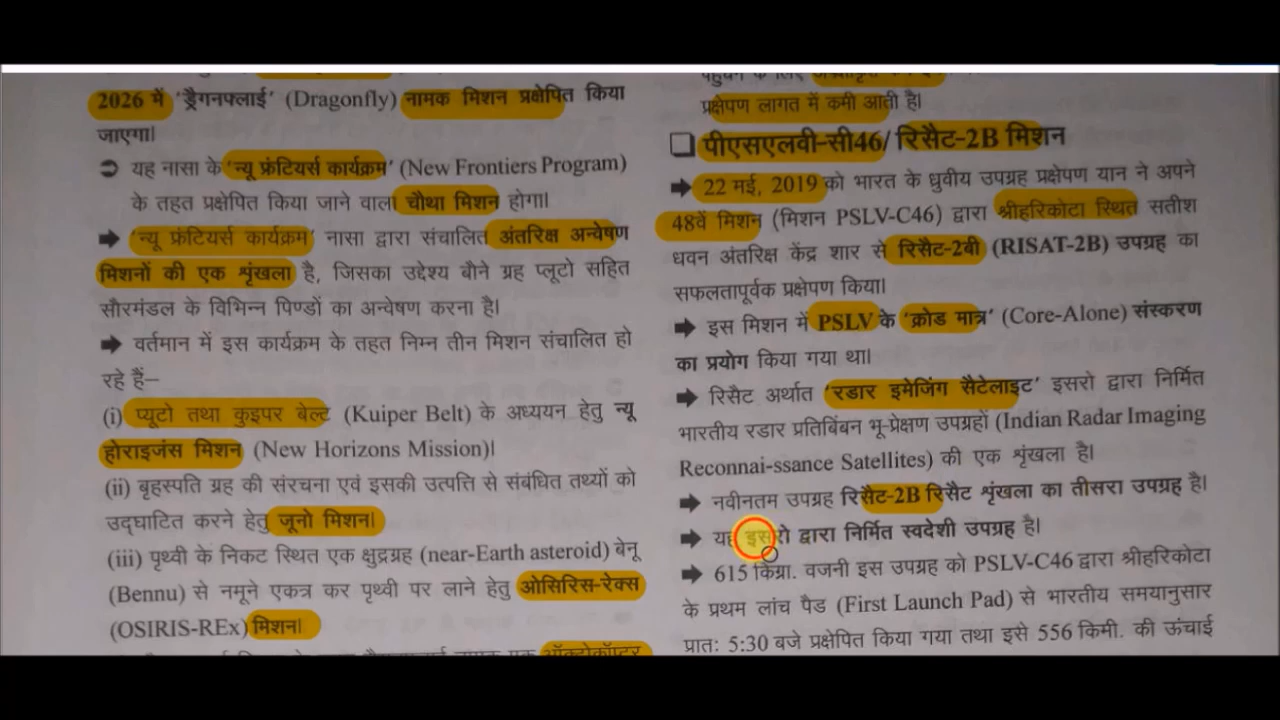 2026 में 'ड्रैगनफ्लाई' (Dragonfly) नामक मिशन प्रक्षेपित किया
जाएगा।
➲ यह नासा के 'न्यू फ्रंटियर्स कार्यक्रम' (New Frontiers Program)
के तहत प्रक्षेपित किया जाने वाला चौथा मिशन होगा।
➡ 'न्यू फ्रंटियर्स कार्यक्रम' नासा द्वारा संचालित अंतरिक्ष अन्वेषण
मिशनों की एक शृंखला है, जिसका उद्देश्य बौने ग्रह प्लूटो सहित
सौरमंडल के विभिन्न पिण्डों का अन्वेषण करना है।
➡ वर्तमान में इस कार्यक्रम के तहत निम्न तीन मिशन संचालित हो
रहे हैं–
(i) प्यूटो तथा कुइपर बेल्ट (Kuiper Belt) के अध्ययन हेतु न्यू
होराइजंस मिशन (New Horizons Mission)।
(ii) बृहस्पति ग्रह की संरचना एवं इसकी उत्पत्ति से संबंधित तथ्यों को
उद्घाटित करने हेतु जूनो मिशन।
(iii) पृथ्वी के निकट स्थित एक क्षुद्रग्रह (near-Earth asteroid) बेनू
(Bennu) से नमूने एकत्र कर पृथ्वी पर लाने हेतु ओसिरिस-रेक्स
(OSIRIS-REx) मिशन।
ऑक्टोकॉप्टर
के लिए
प्रक्षेपण लागत में कमी आती है।
❑ पीएसएलवी-सी46/ रिसैट-2B मिशन
➡ 22 मई, 2019 को भारत के ध्रुवीय उपग्रह प्रक्षेपण यान ने अपने
48वें मिशन (मिशन PSLV-C46) द्वारा श्रीहरिकोटा स्थित सतीश
धवन अंतरिक्ष केंद्र शार से रिसैट-2बी (RISAT-2B) उपग्रह का
सफलतापूर्वक प्रक्षेपण किया।
➡ इस मिशन में PSLV के 'क्रोड मात्र' (Core-Alone) संस्करण
का प्रयोग किया गया था।
➡ रिसैट अर्थात 'रडार इमेजिंग सैटेलाइट' इसरो द्वारा निर्मित
भारतीय रडार प्रतिबिंबन भू-प्रेक्षण उपग्रहों (Indian Radar Imaging
Reconnai-ssance Satellites) की एक शृंखला है।
➡ नवीनतम उपग्रह रिसैट-2B रिसैट शृंखला का तीसरा उपग्रह है।
➡ यह इसरो द्वारा निर्मित स्वदेशी उपग्रह है।
➡ 615 किग्रा. वजनी इस उपग्रह को PSLV-C46 द्वारा श्रीहरिकोटा
के प्रथम लांच पैड (First Launch Pad) से भारतीय समयानुसार
प्रातः 5:30 बजे प्रक्षेपित किया गया तथा इसे 556 किमी. की ऊंचाई